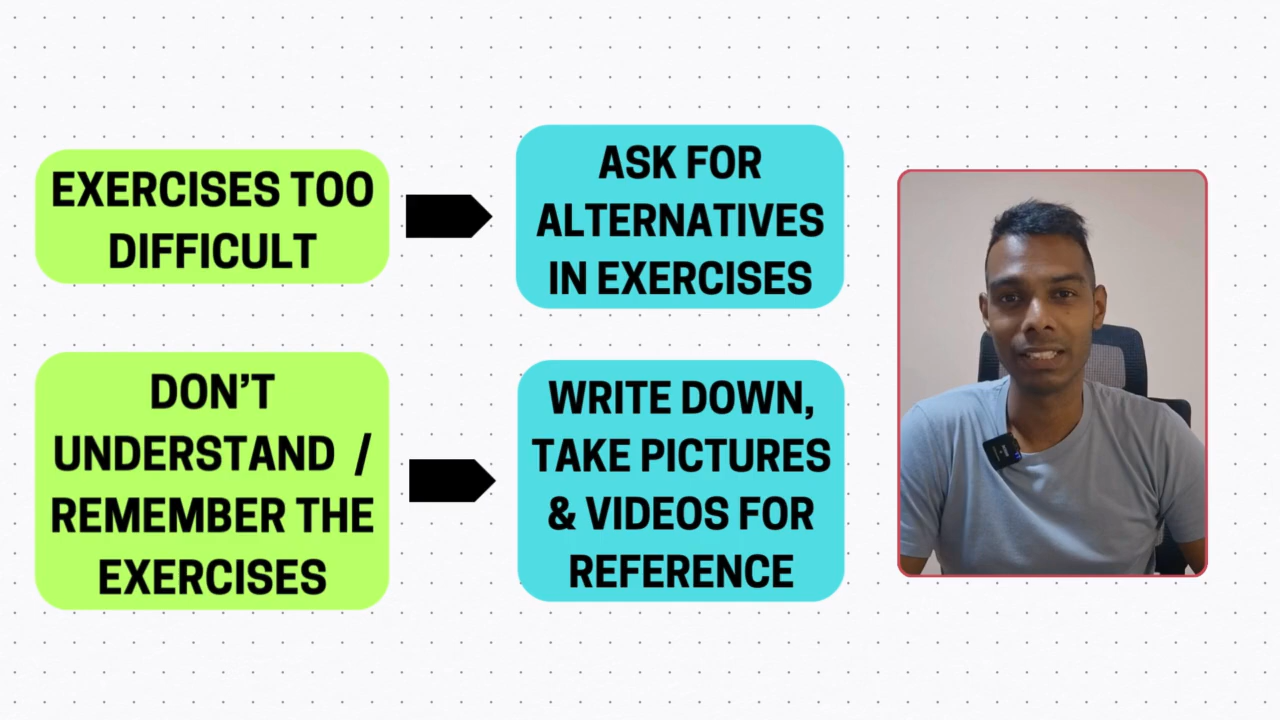 EXERCISES TOO
DIFFICULT
ASK FOR
ALTERNATIVES
IN EXERCISES
DON'T
UNDERSTAND /
REMEMBER THE
EXERCISES
WRITE DOWN,
TAKE PICTURES
& VIDEOS FOR
REFERENCE